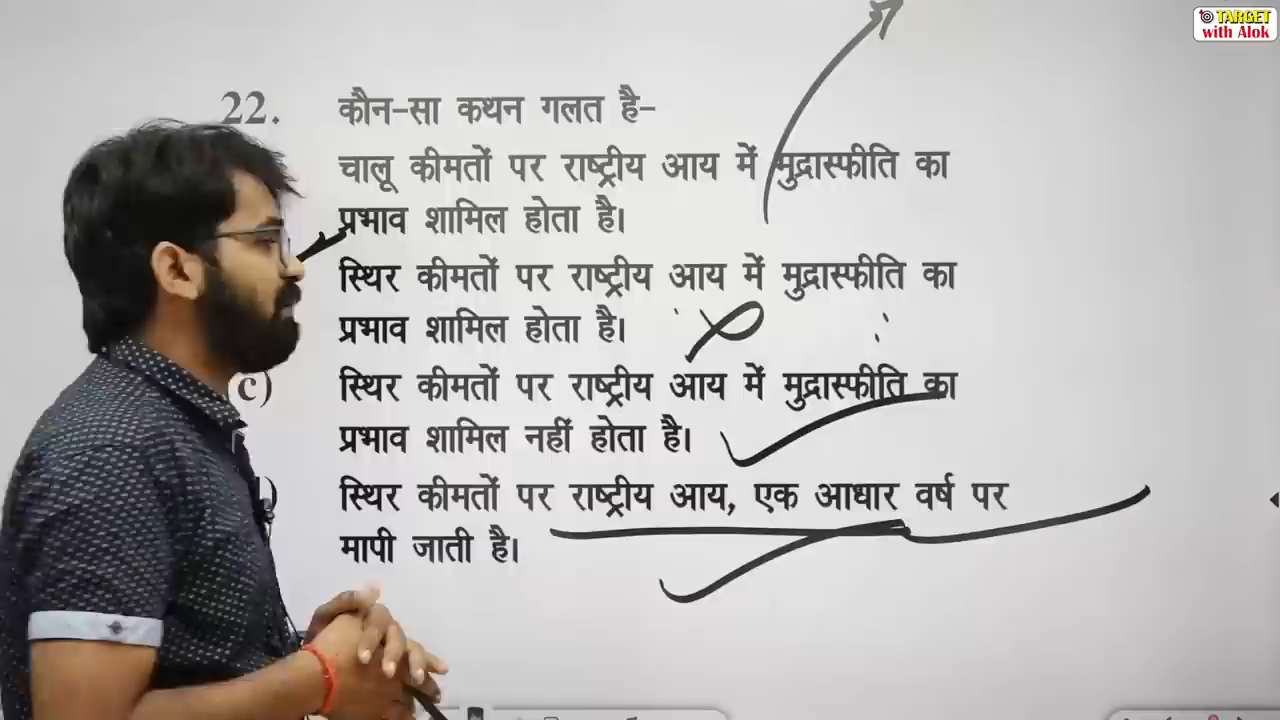 TARGET
with Alok
22. कौन-सा कथन गलत है-
चालू कीमतों पर राष्ट्रीय आय में मुद्रास्फीति का
प्रभाव शामिल होता है।
स्थिर कीमतों पर राष्ट्रीय आय में मुद्रास्फीति का
प्रभाव शामिल होता है।
c) स्थिर कीमतों पर राष्ट्रीय आय में मुद्रास्फीति का
प्रभाव शामिल नहीं होता है।
) स्थिर कीमतों पर राष्ट्रीय आय, एक आधार वर्ष पर
मापी जाती है।